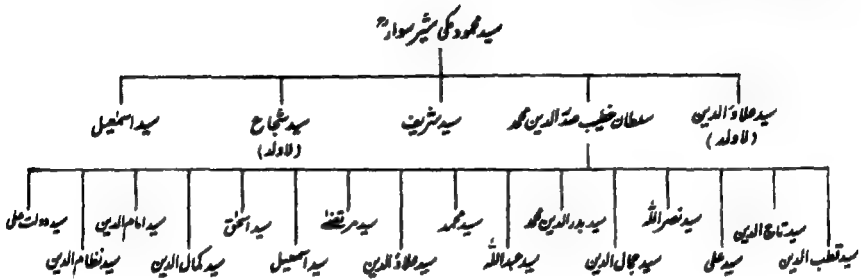 سید محمود مکی شیر سوار
سید علاؤ الدین سلطان خطیب صدر الدین محمد سید شریف سید شجاع سید اسمٰعیل
(لاولد) (لاولد)
سید تاج الدین سید نصر اللہ سید بدر الدین محمد سید محمد سید مرتضےٰ سید اسحٰق سید امام الدین سید دولت علی
سید قطب الدین سید علی سید جمال الدین سید عبد اللہ سید علاؤ الدین سید اسمٰعیل سید کمال الدین سید نظام الدین